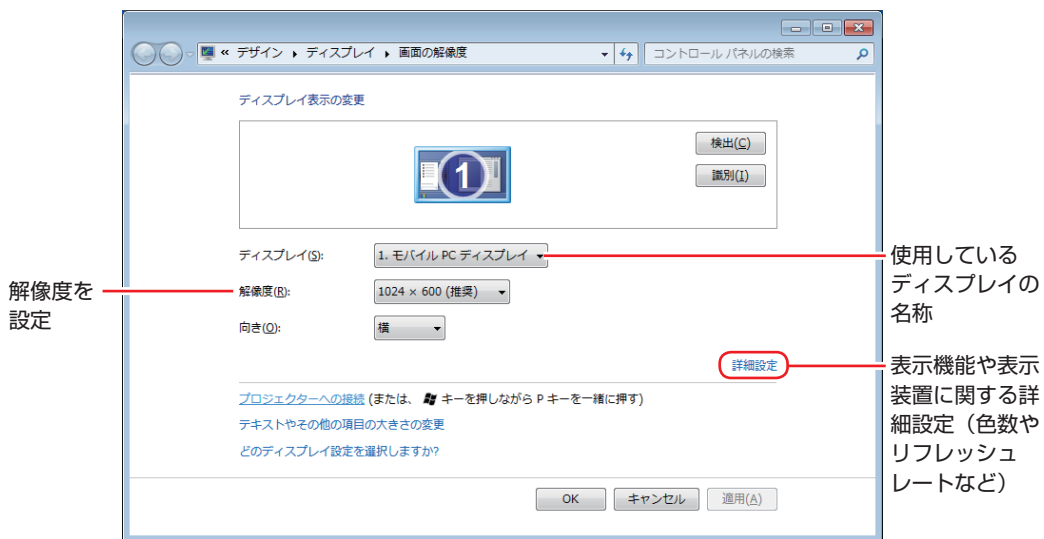 « デザイン ▸ ディスプレイ ▸ 画面の解像度
コントロール パネルの検索
ディスプレイ表示の変更
1
検出(C)
識別(I)
ディスプレイ(S):
1. モバイル PC ディスプレイ
解像度(R):
1024 × 600 (推奨)
向き(O):
横
詳細設定
プロジェクターへの接続 (または、 キーを押しながら P キーを一緒に押す)
テキストやその他の項目の大きさの変更
どのディスプレイ設定を選択しますか?
OK
キャンセル
適用(A)
解像度を
設定
使用している
ディスプレイの
名称
表示機能や表示
装置に関する詳
細設定（色数や
リフレッシュ
レートなど）